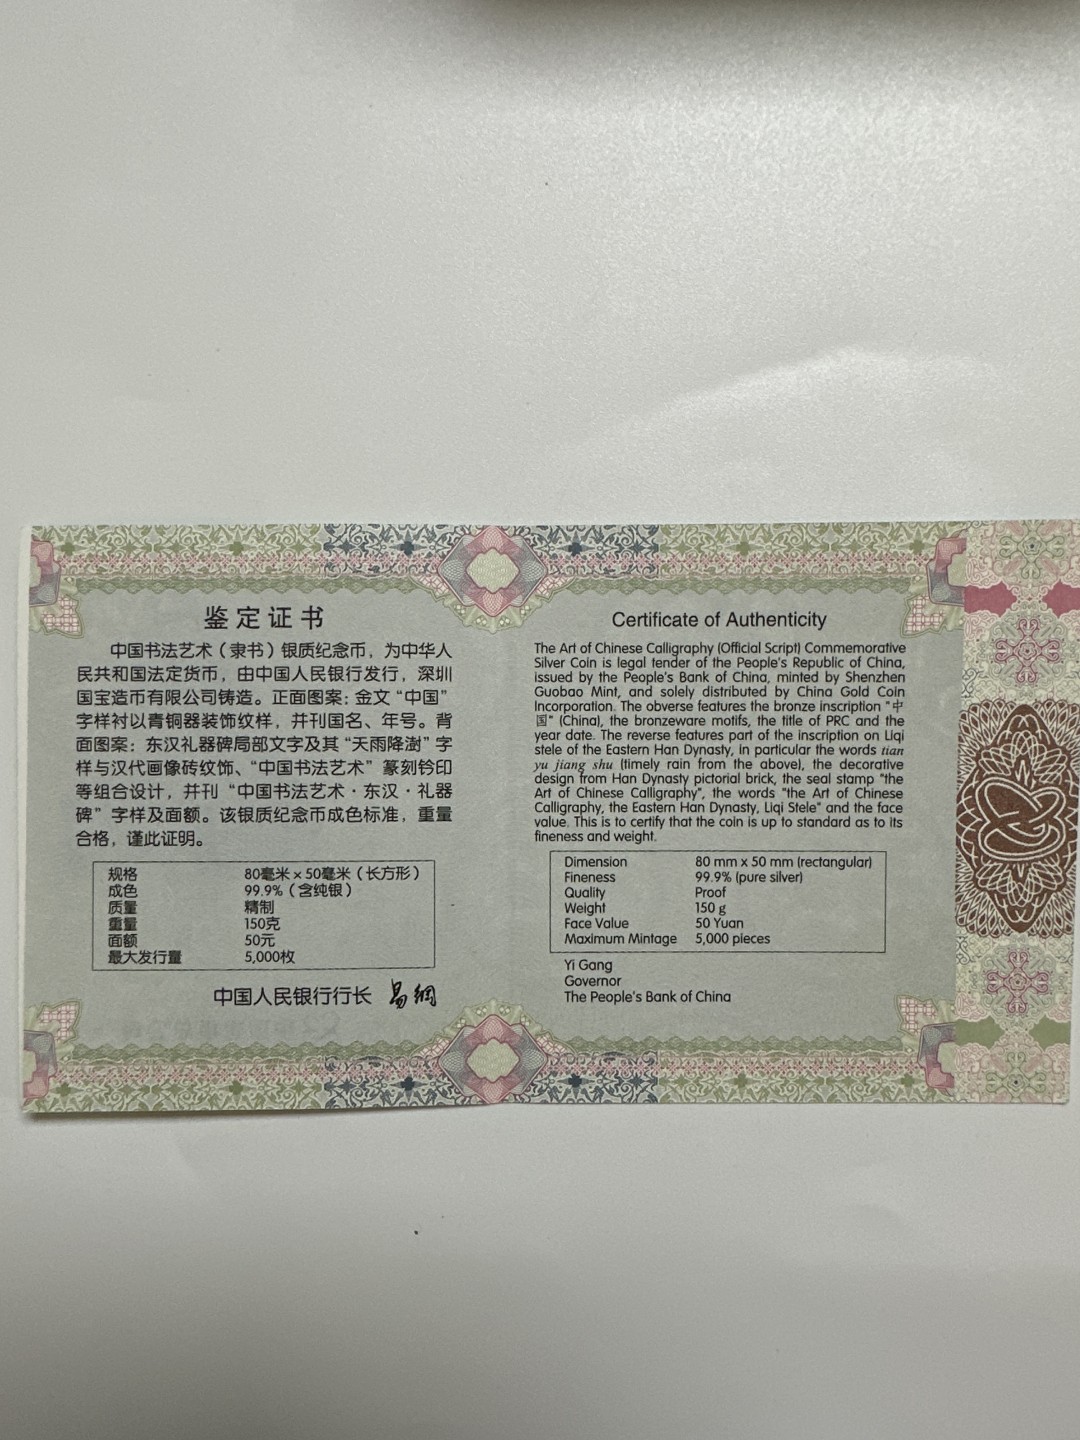 鉴定证书
中国书法艺术（隶书）银质纪念币，为中华人
民共和国法定货币，由中国人民银行发行，深圳
国宝造币有限公司铸造。正面图案：金文“中国”
字样衬以青铜器装饰纹样，并刊国名、年号。背
面图案：东汉礼器碑局部文字及其“天雨降澍”字
样与汉代画像砖纹饰、“中国书法艺术”篆刻钤印
等组合设计，并刊“中国书法艺术·东汉·礼器
碑”字样及面额。该银质纪念币成色标准，重量
合格，谨此证明。
规格 80毫米×50毫米（长方形）
成色 99.9%（含纯银）
质量 精制
重量 150克
面额 50元
最大发行量 5,000枚
中国人民银行行长 易纲
Certificate of Authenticity
The Art of Chinese Calligraphy (Official Script) Commemorative
Silver Coin is legal tender of the People's Republic of China,
issued by the People's Bank of China, minted by Shenzhen
Guobao Mint, and solely distributed by China Gold Coin
Incorporation. The obverse features the bronze inscription "中
国" (China), the bronzeware motifs, the title of PRC and the
year date. The reverse features part of the inscription on Liqi
stele of the Eastern Han Dynasty, in particular the words tian
yu jiang shu (timely rain from the above), the decorative
design from Han Dynasty pictorial brick, the seal stamp "the
Art of Chinese Calligraphy", the words "the Art of Chinese
Calligraphy, the Eastern Han Dynasty, Liqi Stele" and the face
value. This is to certify that the coin is up to standard as to its
fineness and weight.
Dimension 80 mm x 50 mm (rectangular)
Fineness 99.9% (pure silver)
Quality Proof
Weight 150 g
Face Value 50 Yuan
Maximum Mintage 5,000 pieces
Yi Gang
Governor
The People's Bank of China